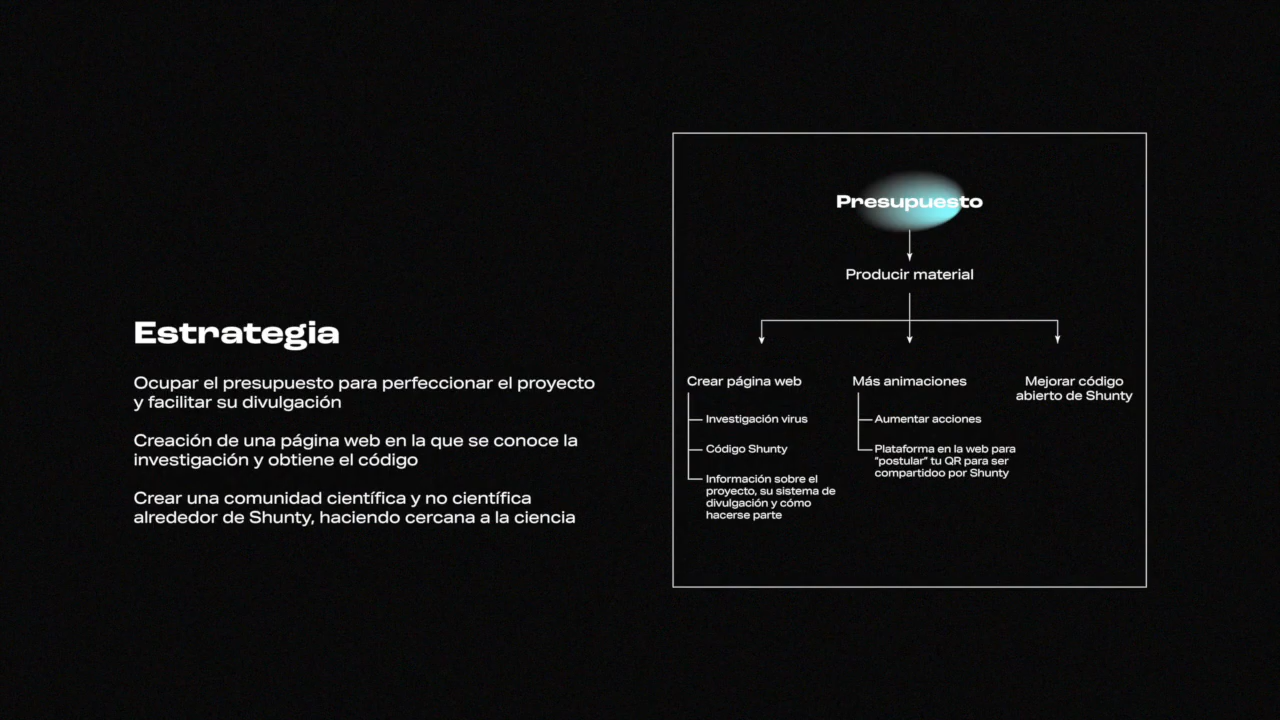 Estrategia
Ocupar el presupuesto para perfeccionar el proyecto
y facilitar su divulgación
Creación de una página web en la que se conoce la
investigación y obtiene el código
Crear una comunidad científica y no científica
alrededor de Shunty, haciendo cercana a la ciencia
Presupuesto
Producir material
Crear página web
Investigación virus
Código Shunty
Información sobre el
proyecto, su sistema de
divulgación y cómo
hacerse parte
Más animaciones
Aumentar acciones
Plataforma en la web para
"postular" tu QR para ser
compartidoo por Shunty
Mejorar código
abierto de Shunty